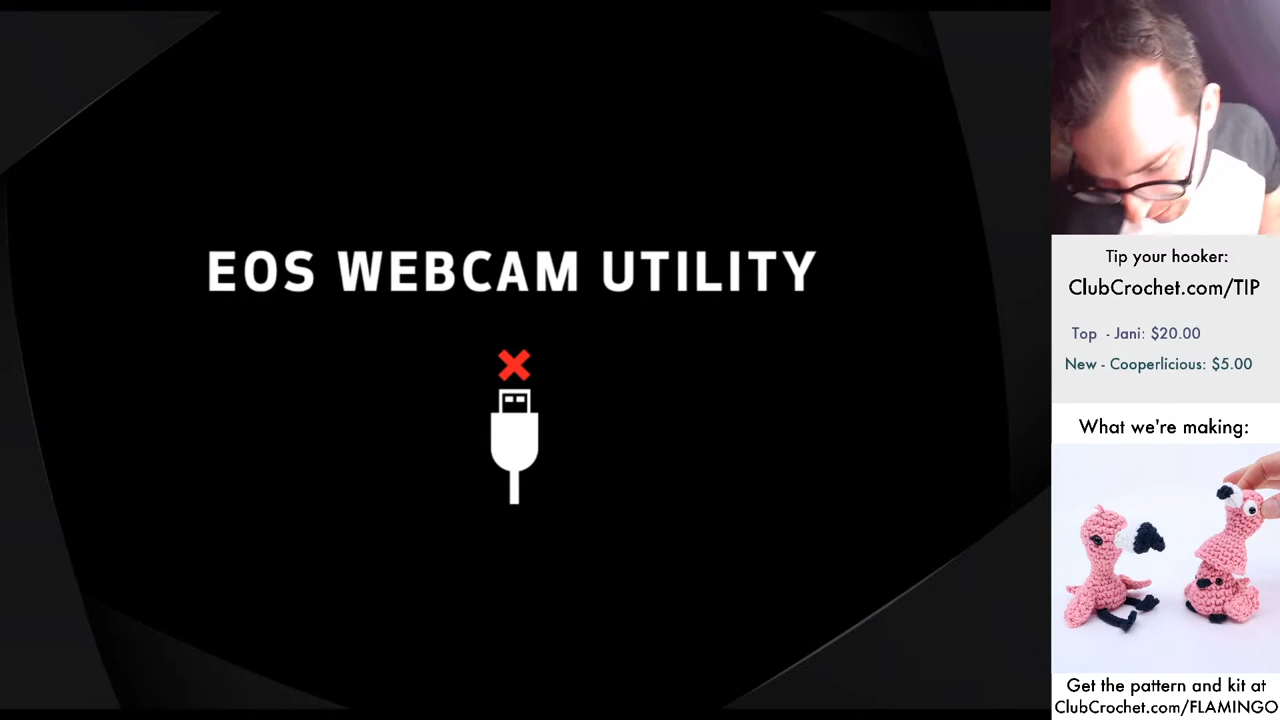 EOS WEBCAM UTILITY
Tip your hooker:
ClubCrochet.com/TIP
Top - Jani: $20.00
New - Cooperlicious: $5.00
What we're making:
Get the pattern and kit at
ClubCrochet.com/FLAMINGO